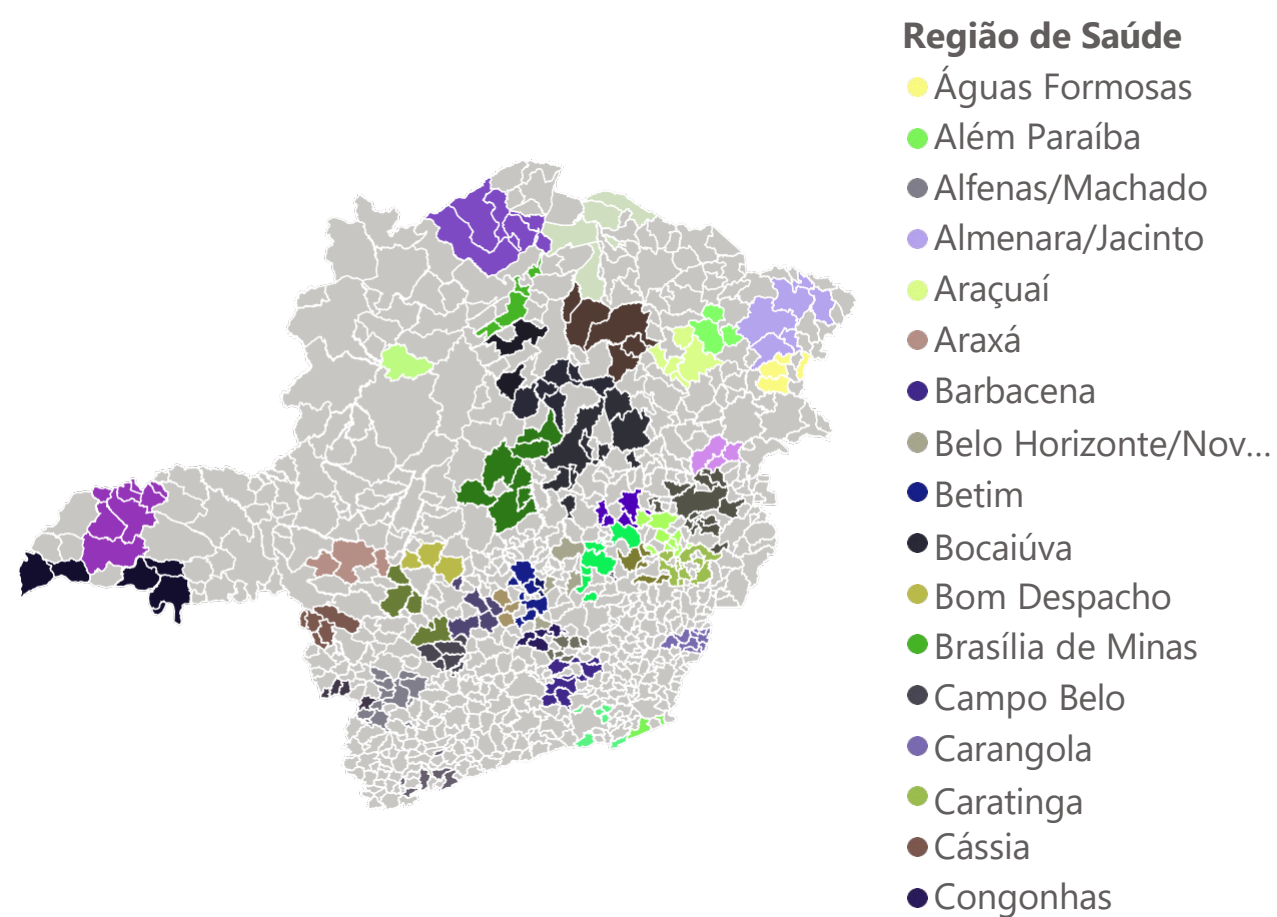 Região de Saúde
Águas Formosas
Além Paraíba
Alfenas/Machado
Almenara/Jacinto
Araçuaí
Araxá
Barbacena
Belo Horizonte/Nov...
Betim
Bocaiúva
Bom Despacho
Brasília de Minas
Campo Belo
Carangola
Caratinga
Cássia
Congonhas